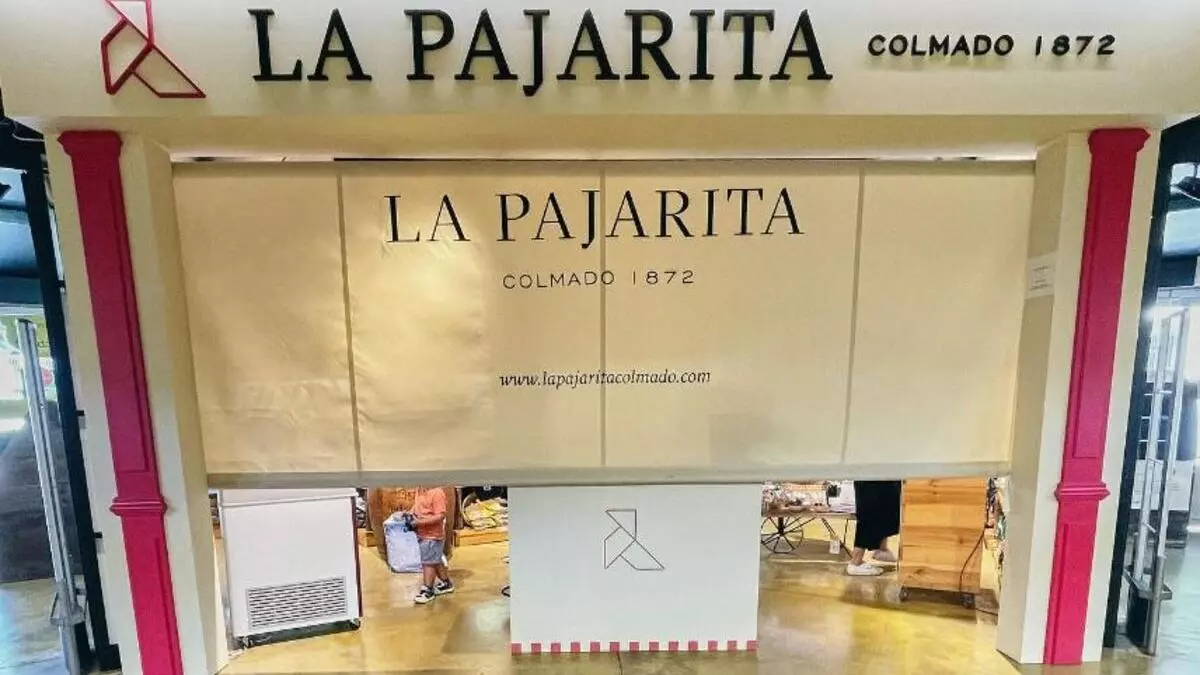 LA PAJARITA COLMADO 1872
LA PAJARITA
COLMADO 1872
www.lapajaritacolmado.com